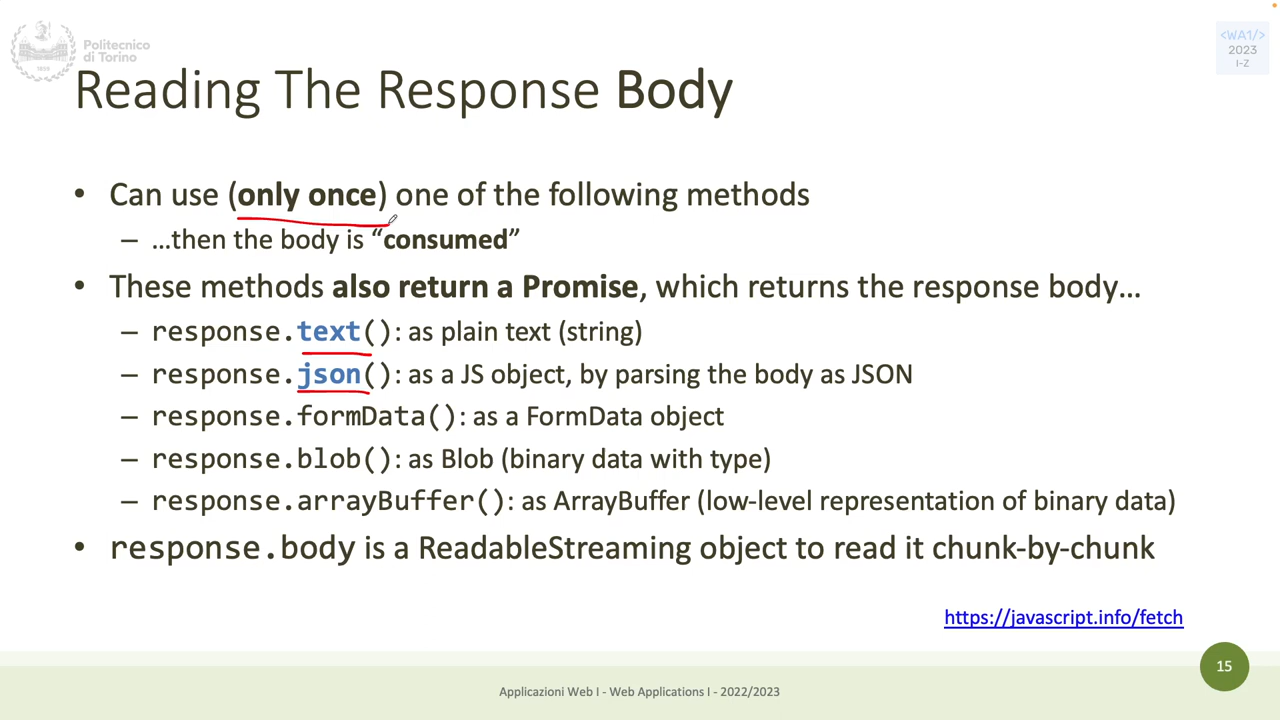 Politecnico
di Torino
1859
<WA1/>
2023
I-Z
Reading The Response Body
• Can use (only once) one of the following methods
– …then the body is “consumed”
• These methods also return a Promise, which returns the response body…
– response.text(): as plain text (string)
– response.json(): as a JS object, by parsing the body as JSON
– response.formData(): as a FormData object
– response.blob(): as Blob (binary data with type)
– response.arrayBuffer(): as ArrayBuffer (low-level representation of binary data)
• response.body is a ReadableStreaming object to read it chunk-by-chunk
https://javascript.info/fetch
15
Applicazioni Web I - Web Applications I - 2022/2023